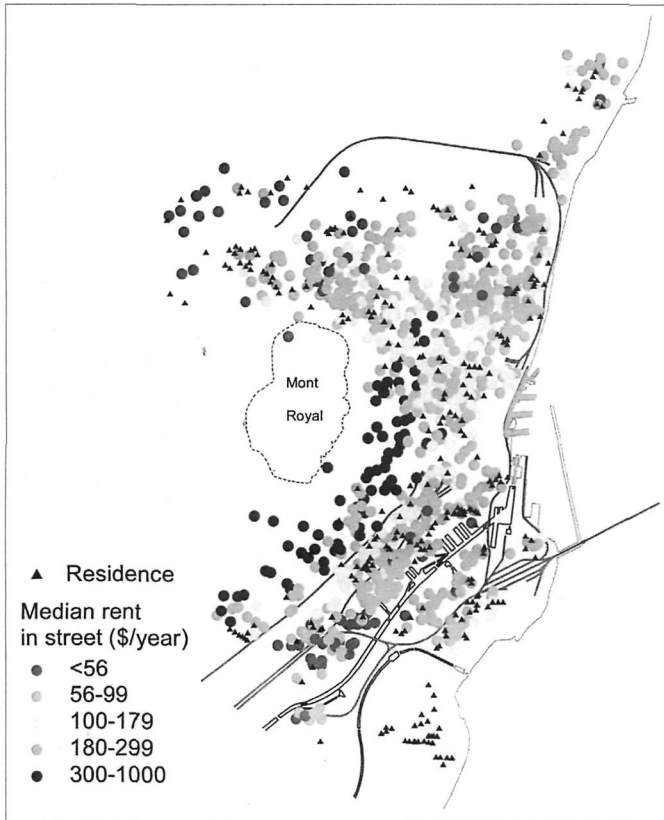 Mont
Royal
▲ Residence
Median rent
in street ($/year)
<56
56-99
100-179
180-299
300-1000